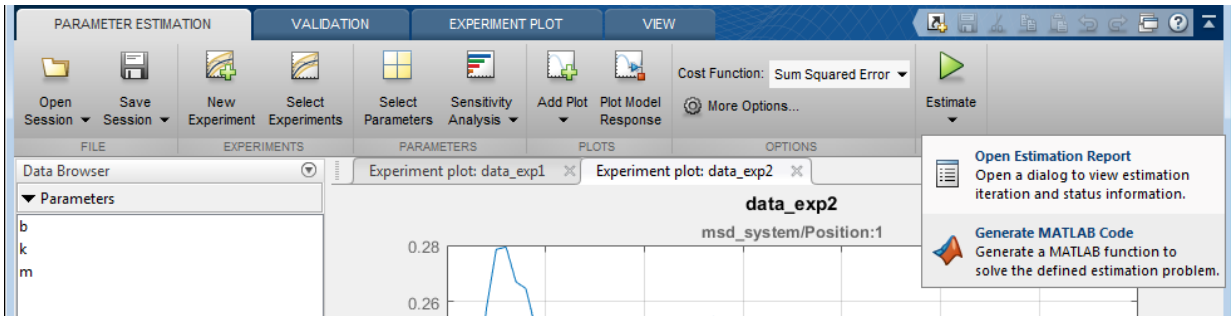 PARAMETER ESTIMATION VALIDATION EXPERIMENT PLOT VIEW
Open Session Save Session New Experiment Select Experiments Select Parameters Sensitivity Analysis Add Plot Plot Model Response Cost Function: Sum Squared Error Estimate
More Options...
FILE EXPERIMENTS PARAMETERS PLOTS OPTIONS
Open Estimation Report
Open a dialog to view estimation
iteration and status information.
Generate MATLAB Code
Generate a MATLAB function to
solve the defined estimation problem.
Data Browser
Parameters
b
k
m
Experiment plot: data_exp1 Experiment plot: data_exp2
data_exp2
msd_system/Position:1
0.28
0.26